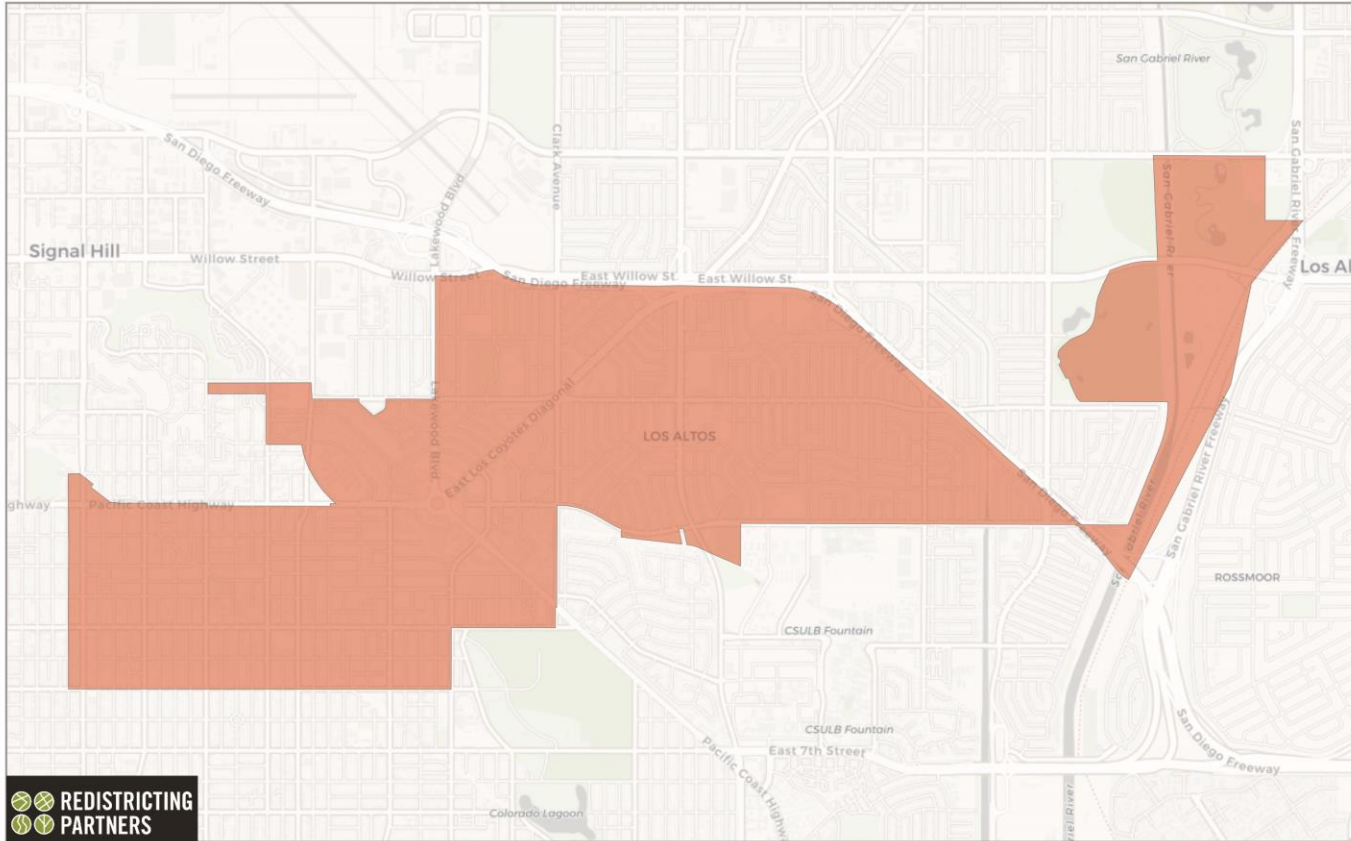 San Gabriel River
San Diego Freeway
Clark Avenue
Lakewood Blvd
San Gabriel River
San Gabriel River Freeway
Signal Hill
Willow Street
Willow Street
San Diego Freeway
East Willow St.
East Willow St.
Los Al
San Diego Freeway
Lakewood Blvd
East Los Coyotes Diagonal
LOS ALTOS
ghway
Pacific Coast Highway
San Diego Freeway
San Gabriel River Freeway
ROSSMOOR
CSULB Fountain
CSULB Fountain
East 7th Street
Pacific Coast Highw
San Diego Freeway
Colorado Lagoon
riel River
REDISTRICTING
PARTNERS